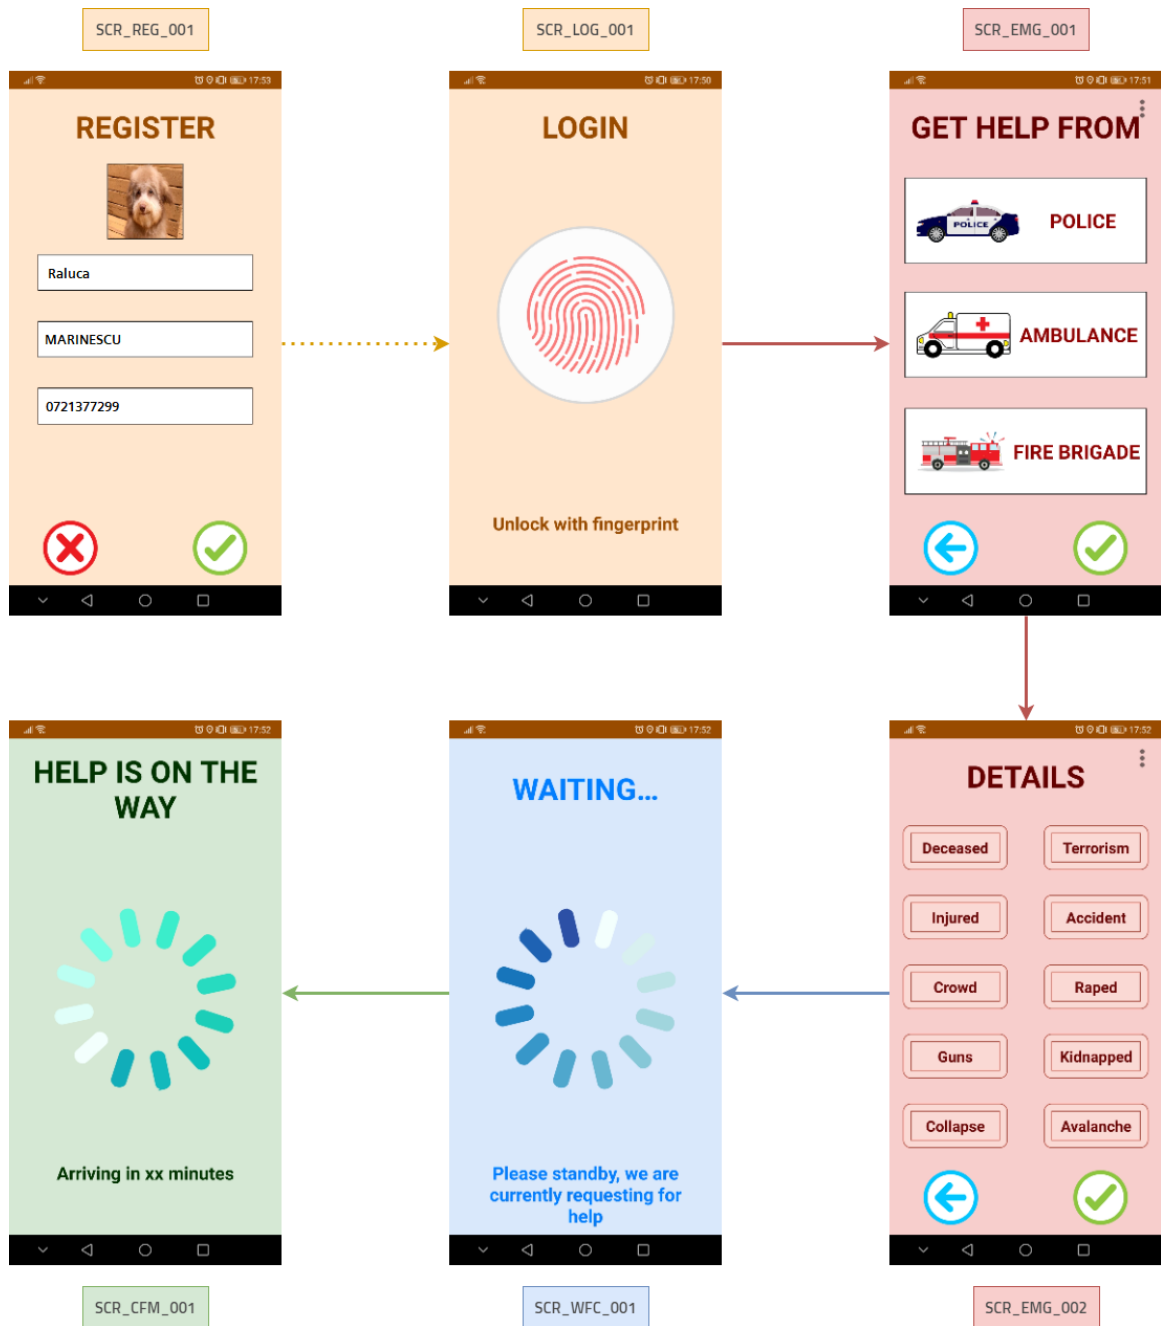 SCR_REG_001
SCR_LOG_001
SCR_EMG_001
17:53
REGISTER
Raluca
MARINESCU
0721377299
17:50
LOGIN
Unlock with fingerprint
17:51
GET HELP FROM
POLICE
POLICE
AMBULANCE
FIRE BRIGADE
17:52
HELP IS ON THE
WAY
Arriving in xx minutes
17:52
WAITING...
Please standby, we are
currently requesting for
help
17:52
DETAILS
Deceased
Terrorism
Injured
Accident
Crowd
Raped
Guns
Kidnapped
Collapse
Avalanche
SCR_CFM_001
SCR_WFC_001
SCR_EMG_002